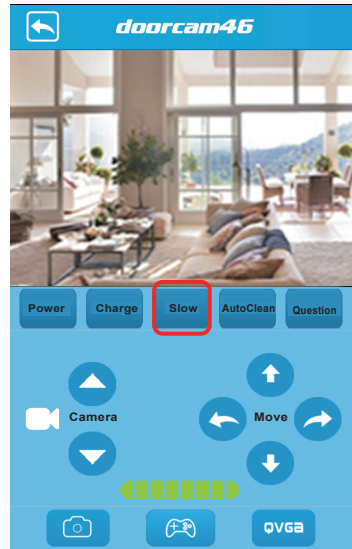 doorcam46
Power Charge Slow AutoClean Question
Camera
Move
QVGa